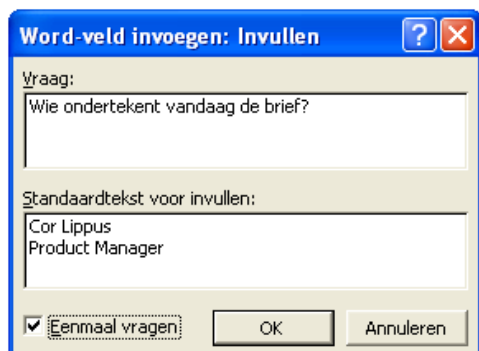 Word-veld invoegen: Invullen
Vraag:
Wie ondertekent vandaag de brief?
Standaardtekst voor invullen:
Cor Lippus
Product Manager
Eenmaal vragen OK Annuleren